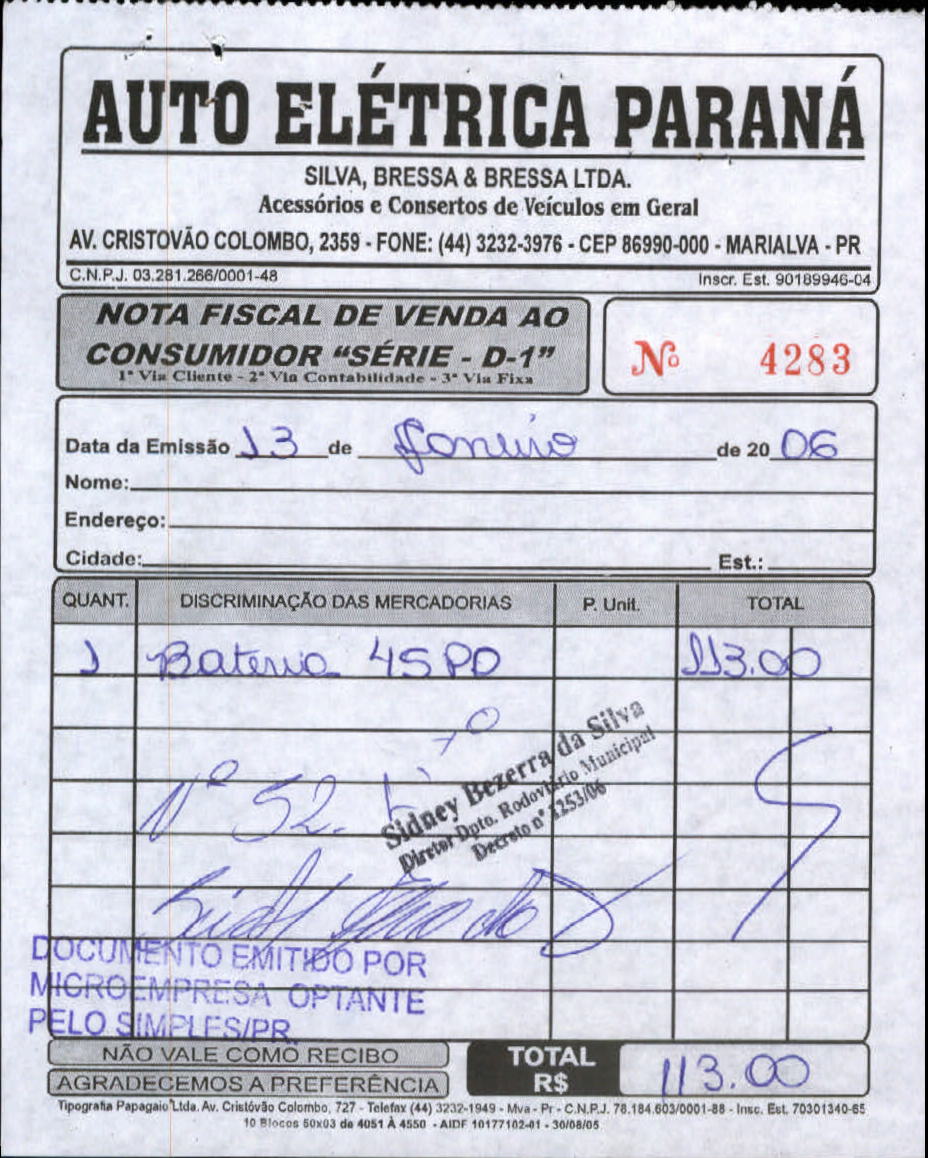 AUTO ELÉTRICA PARANÁ
SILVA, BRESSA & BRESSA LTDA.
Acessórios e Consertos de Veículos em Geral
AV. CRISTOVÃO COLOMBO, 2359 - FONE: (44) 3232-3976 - CEP 86990-000 - MARIALVA - PR
C.N.P.J. 03.281.266/0001-48 Inscr. Est. 90189946-04
NOTA FISCAL DE VENDA AO
CONSUMIDOR "SÉRIE - D-1"
1ª Via Cliente - 2ª Via Contabilidade - 3ª Via Fixa
Nº 4283
Data da Emissão 13 de Janeiro de 20 06
Nome:
Endereço:
Cidade: Est.:
QUANT. DISCRIMINAÇÃO DAS MERCADORIAS P. Unit. TOTAL
1 Bateria 45PD 113.00
Nº 52.
Sidney Bezerra da Silva
Diretor Dpto. Rodoviário Municipal
Decreto nº 1253/06
DOCUMENTO EMITIDO POR
MICROEMPRESA OPTANTE
PELO SIMPLES/PR.
NÃO VALE COMO RECIBO
AGRADECEMOS A PREFERÊNCIA
TOTAL
R$ 113.00
Tipografia Papagaio Ltda. Av. Cristóvão Colombo, 727 - Telefax (44) 3232-1949 - Mva - Pr - C.N.P.J. 78.184.603/0001-88 - Insc. Est. 70301340-65
10 Blocos 50x03 de 4051 À 4550 - AIDF 10177102-01 - 30/08/05